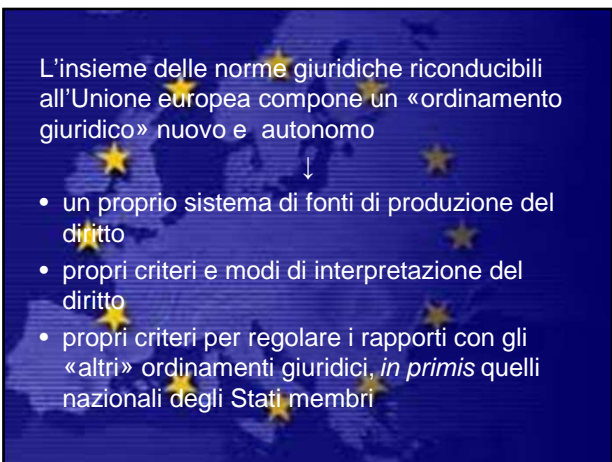 L'insieme delle norme giuridiche riconducibili
all'Unione europea compone un «ordinamento
giuridico» nuovo e autonomo
↓
• un proprio sistema di fonti di produzione del
diritto
• propri criteri e modi di interpretazione del
diritto
• propri criteri per regolare i rapporti con gli
«altri» ordinamenti giuridici, in primis quelli
nazionali degli Stati membri